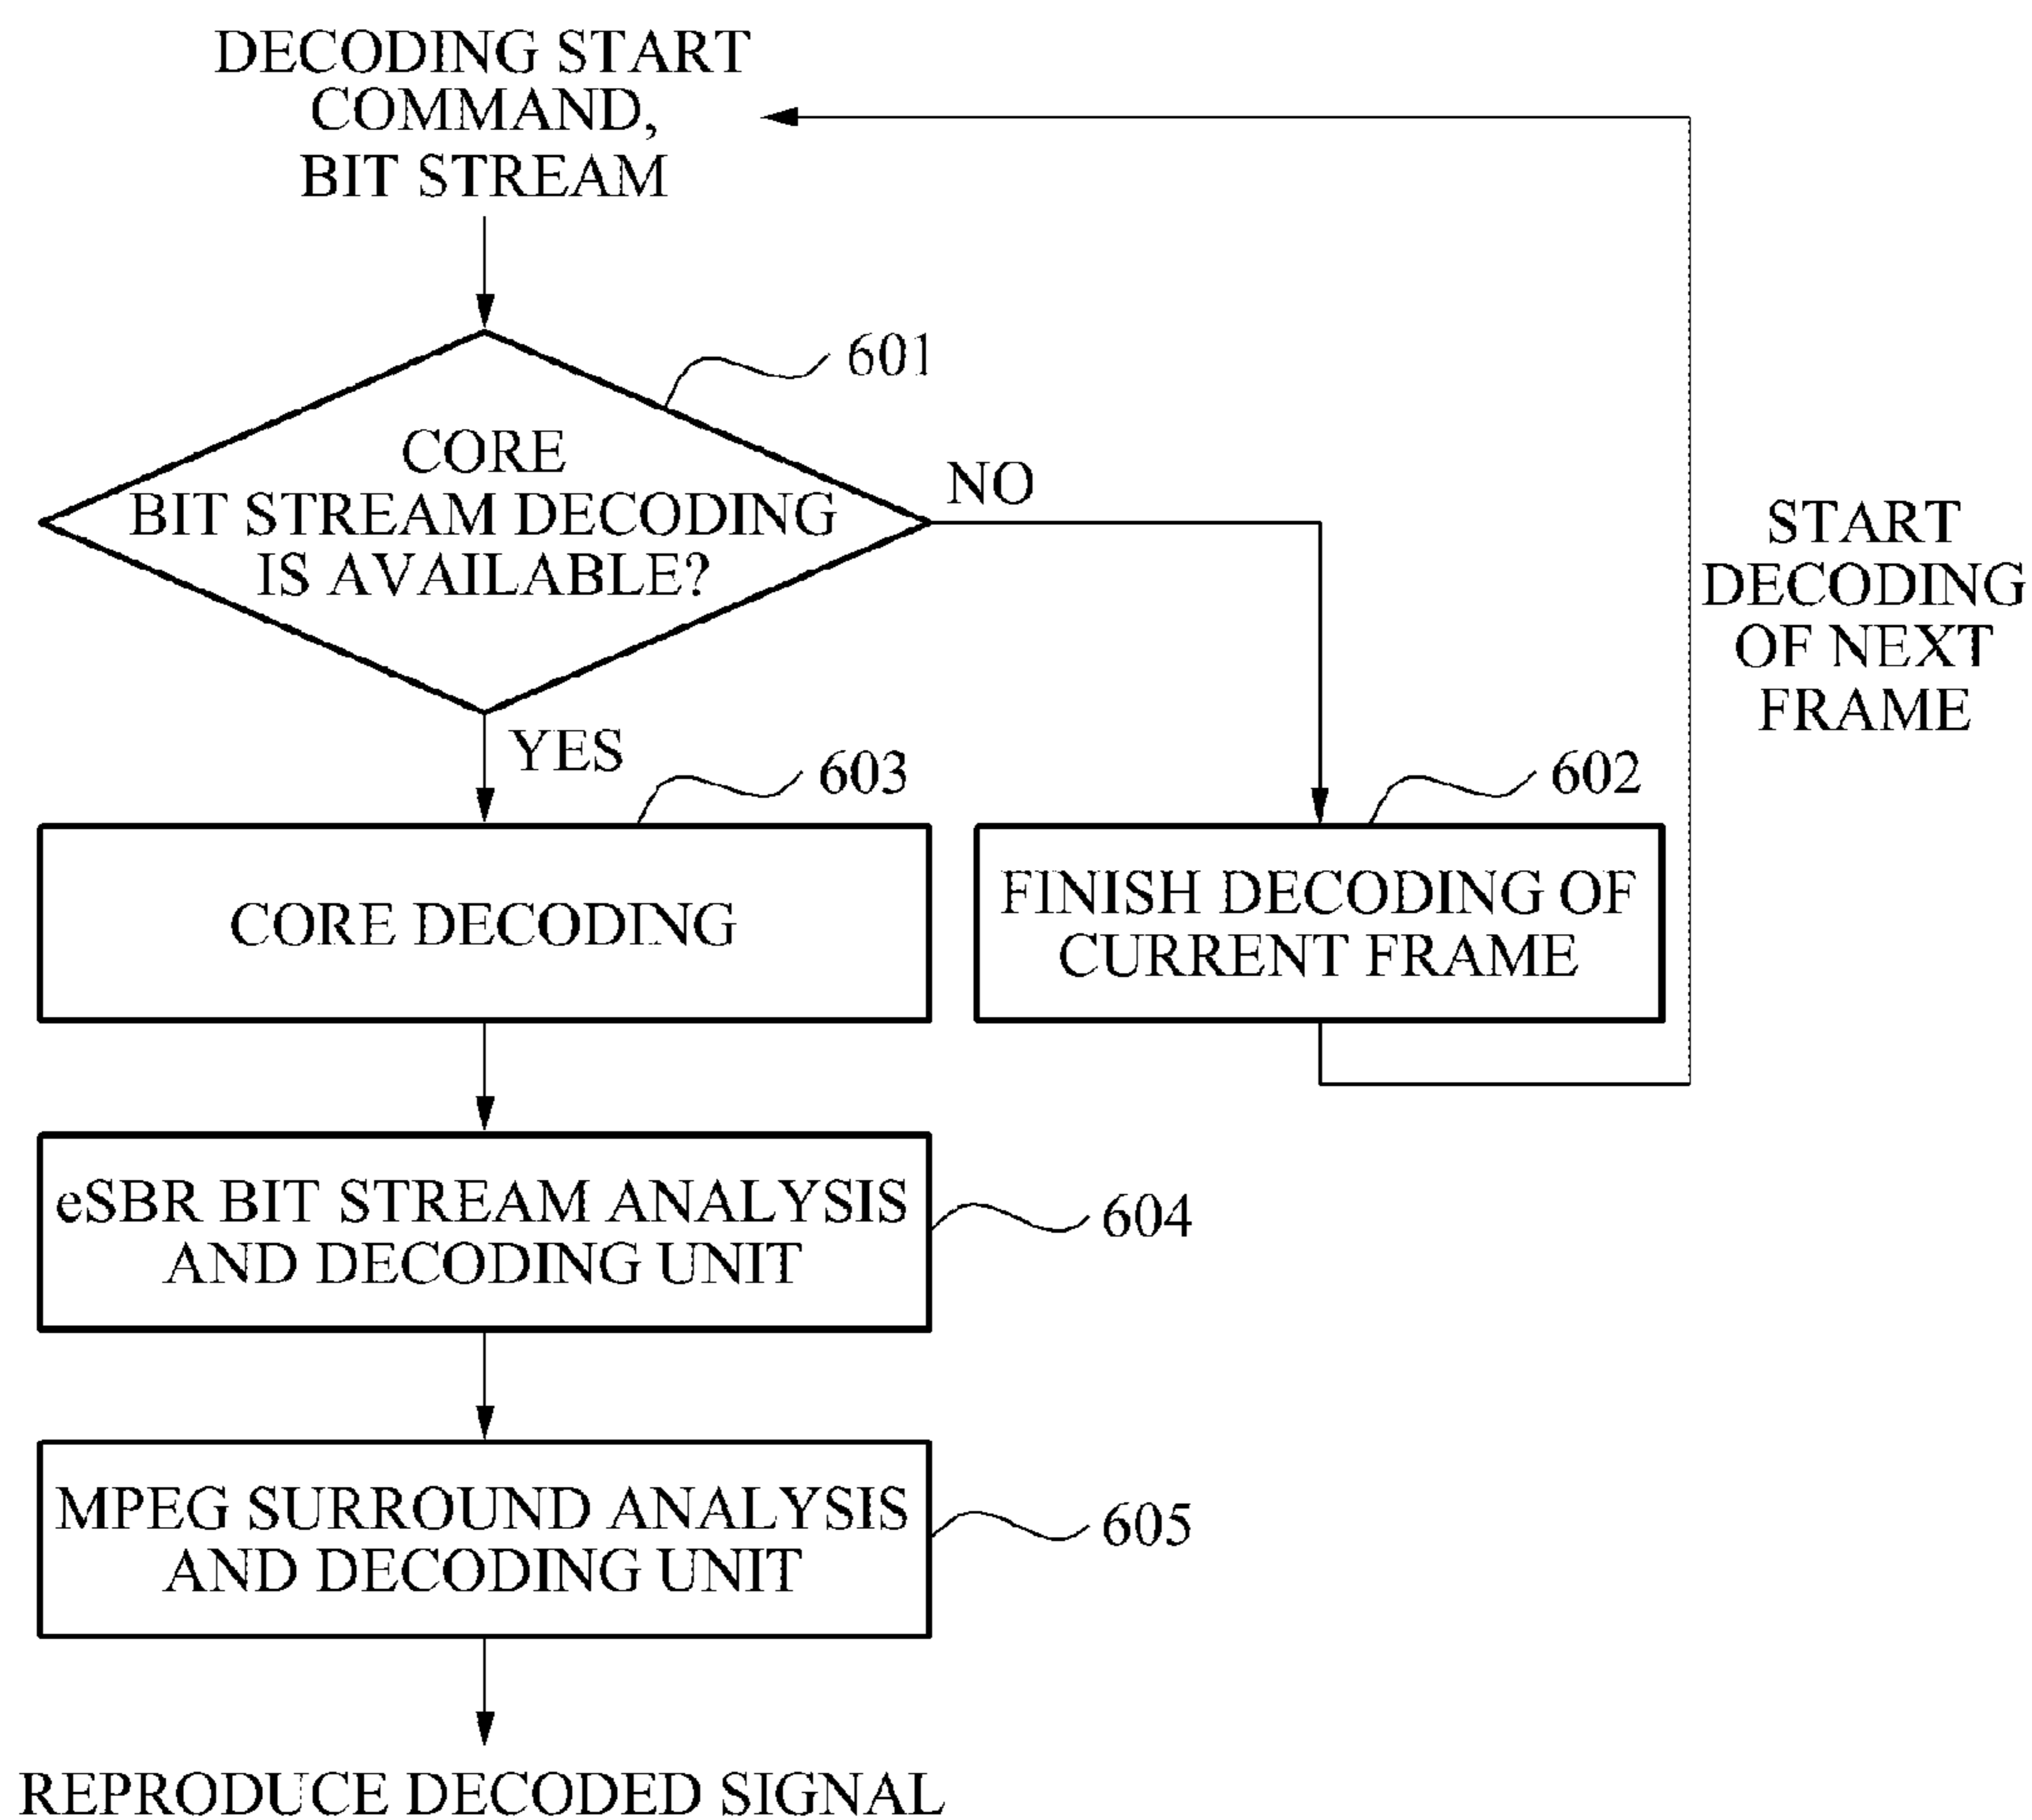 DECODING START
COMMAND,
BIT STREAM
601
CORE
BIT STREAM DECODING
IS AVAILABLE?
NO
START
DECODING
OF NEXT
FRAME
YES
603
602
CORE DECODING
FINISH DECODING OF
CURRENT FRAME
eSBR BIT STREAM ANALYSIS
AND DECODING UNIT
604
MPEG SURROUND ANALYSIS
AND DECODING UNIT
605
REPRODUCE DECODED SIGNAL